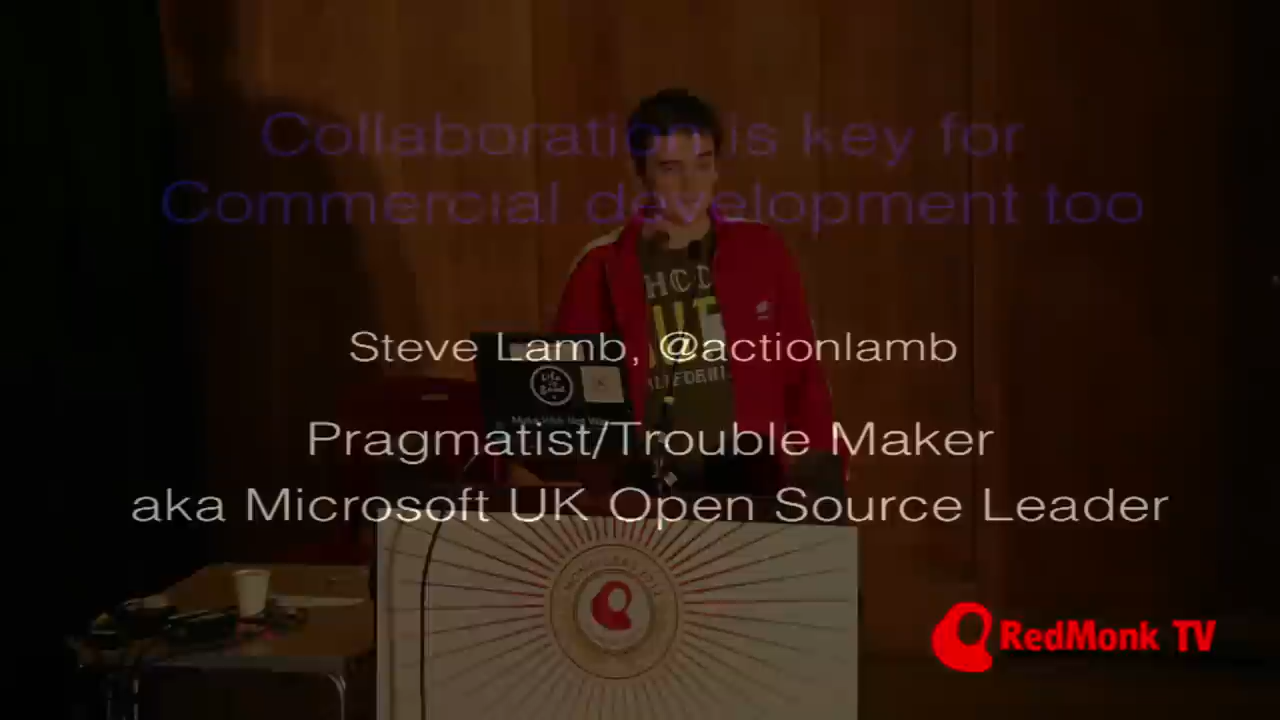 Collaboration is key for
Commercial development too
Steve Lamb, @actionlamb
Pragmatist/Trouble Maker
aka Microsoft UK Open Source Leader
RedMonk TV